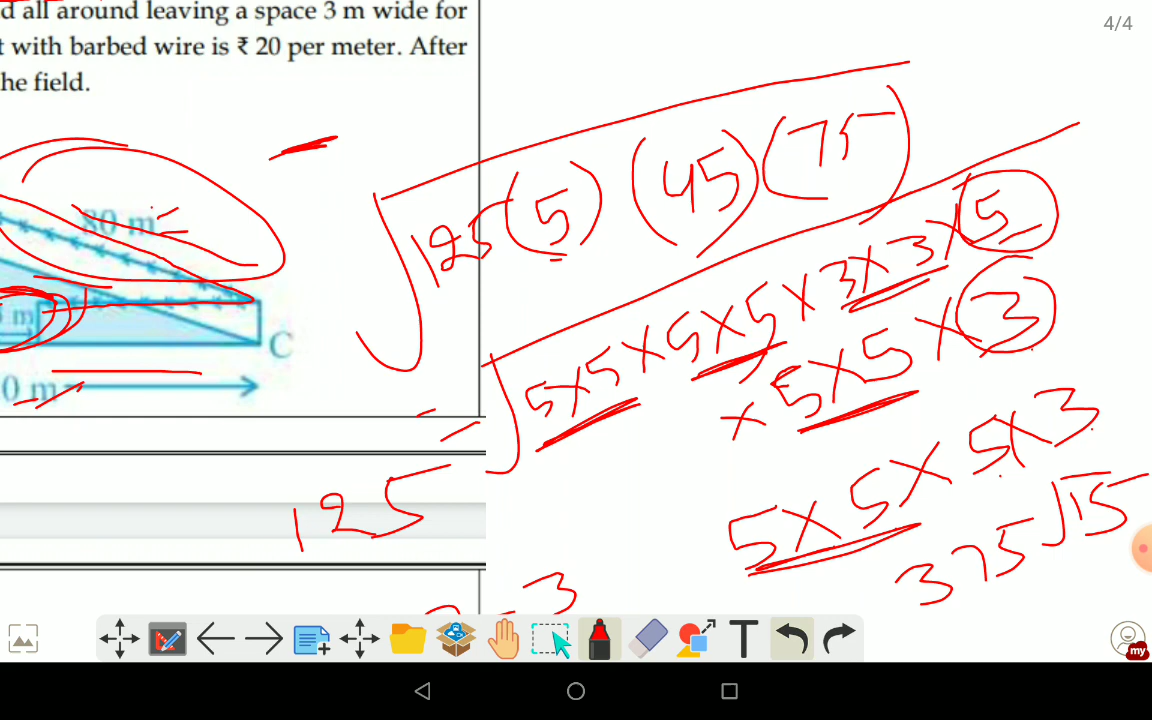 d all around leaving a space 3 m wide for
t with barbed wire is ₹ 20 per meter. After
he field.
4/4
80 m
m
C
0 m
√125(5)(45)(75)
= √5×5×5×5×3×3×5
×5×5×3
5×5×5×3
375√15
125
3
T
my